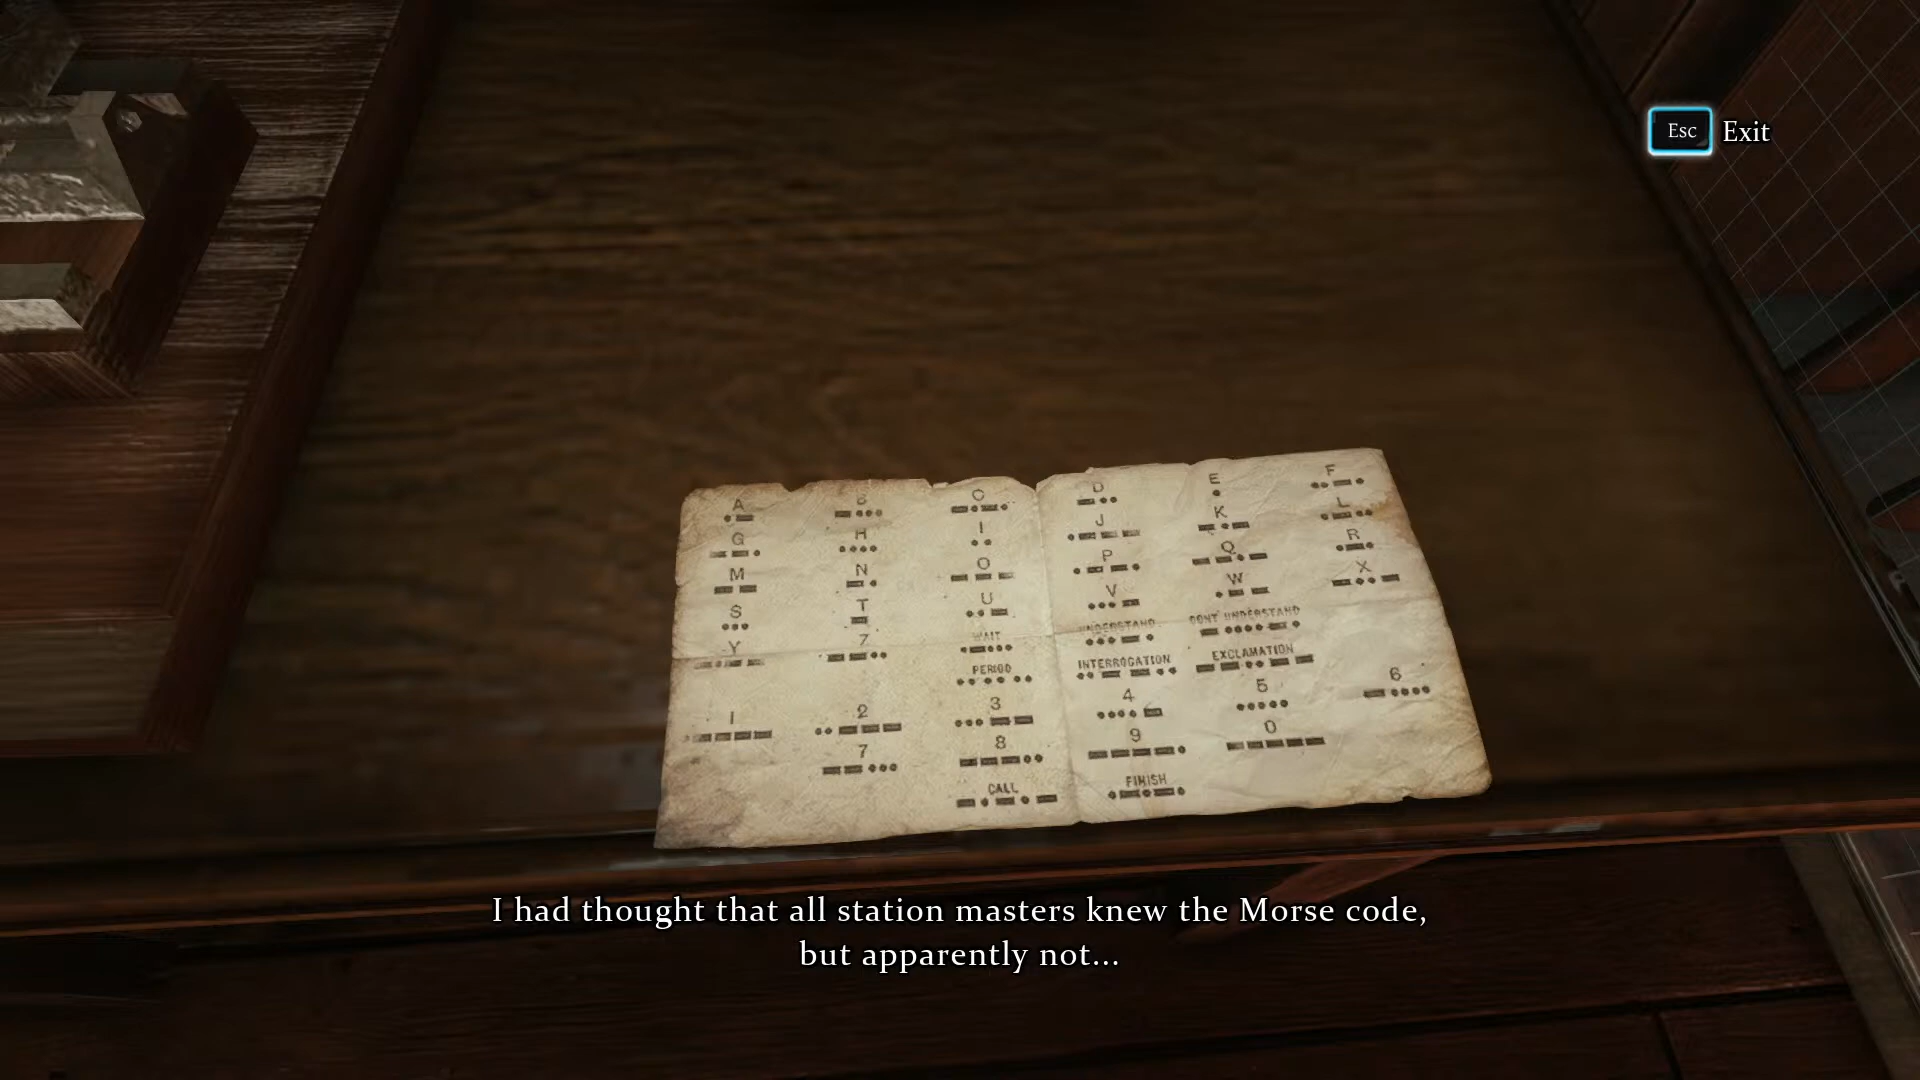 Esc Exit
A B C D E F
G H I J K L
M N O P Q R
S T U V W X
Y Z WAIT UNDERSTAND DONT UNDERSTAND
PERIOD INTERROGATION EXCLAMATION
1 2 3 4 5 6
7 8 9 0
CALL FINISH
I had thought that all station masters knew the Morse code,
but apparently not...